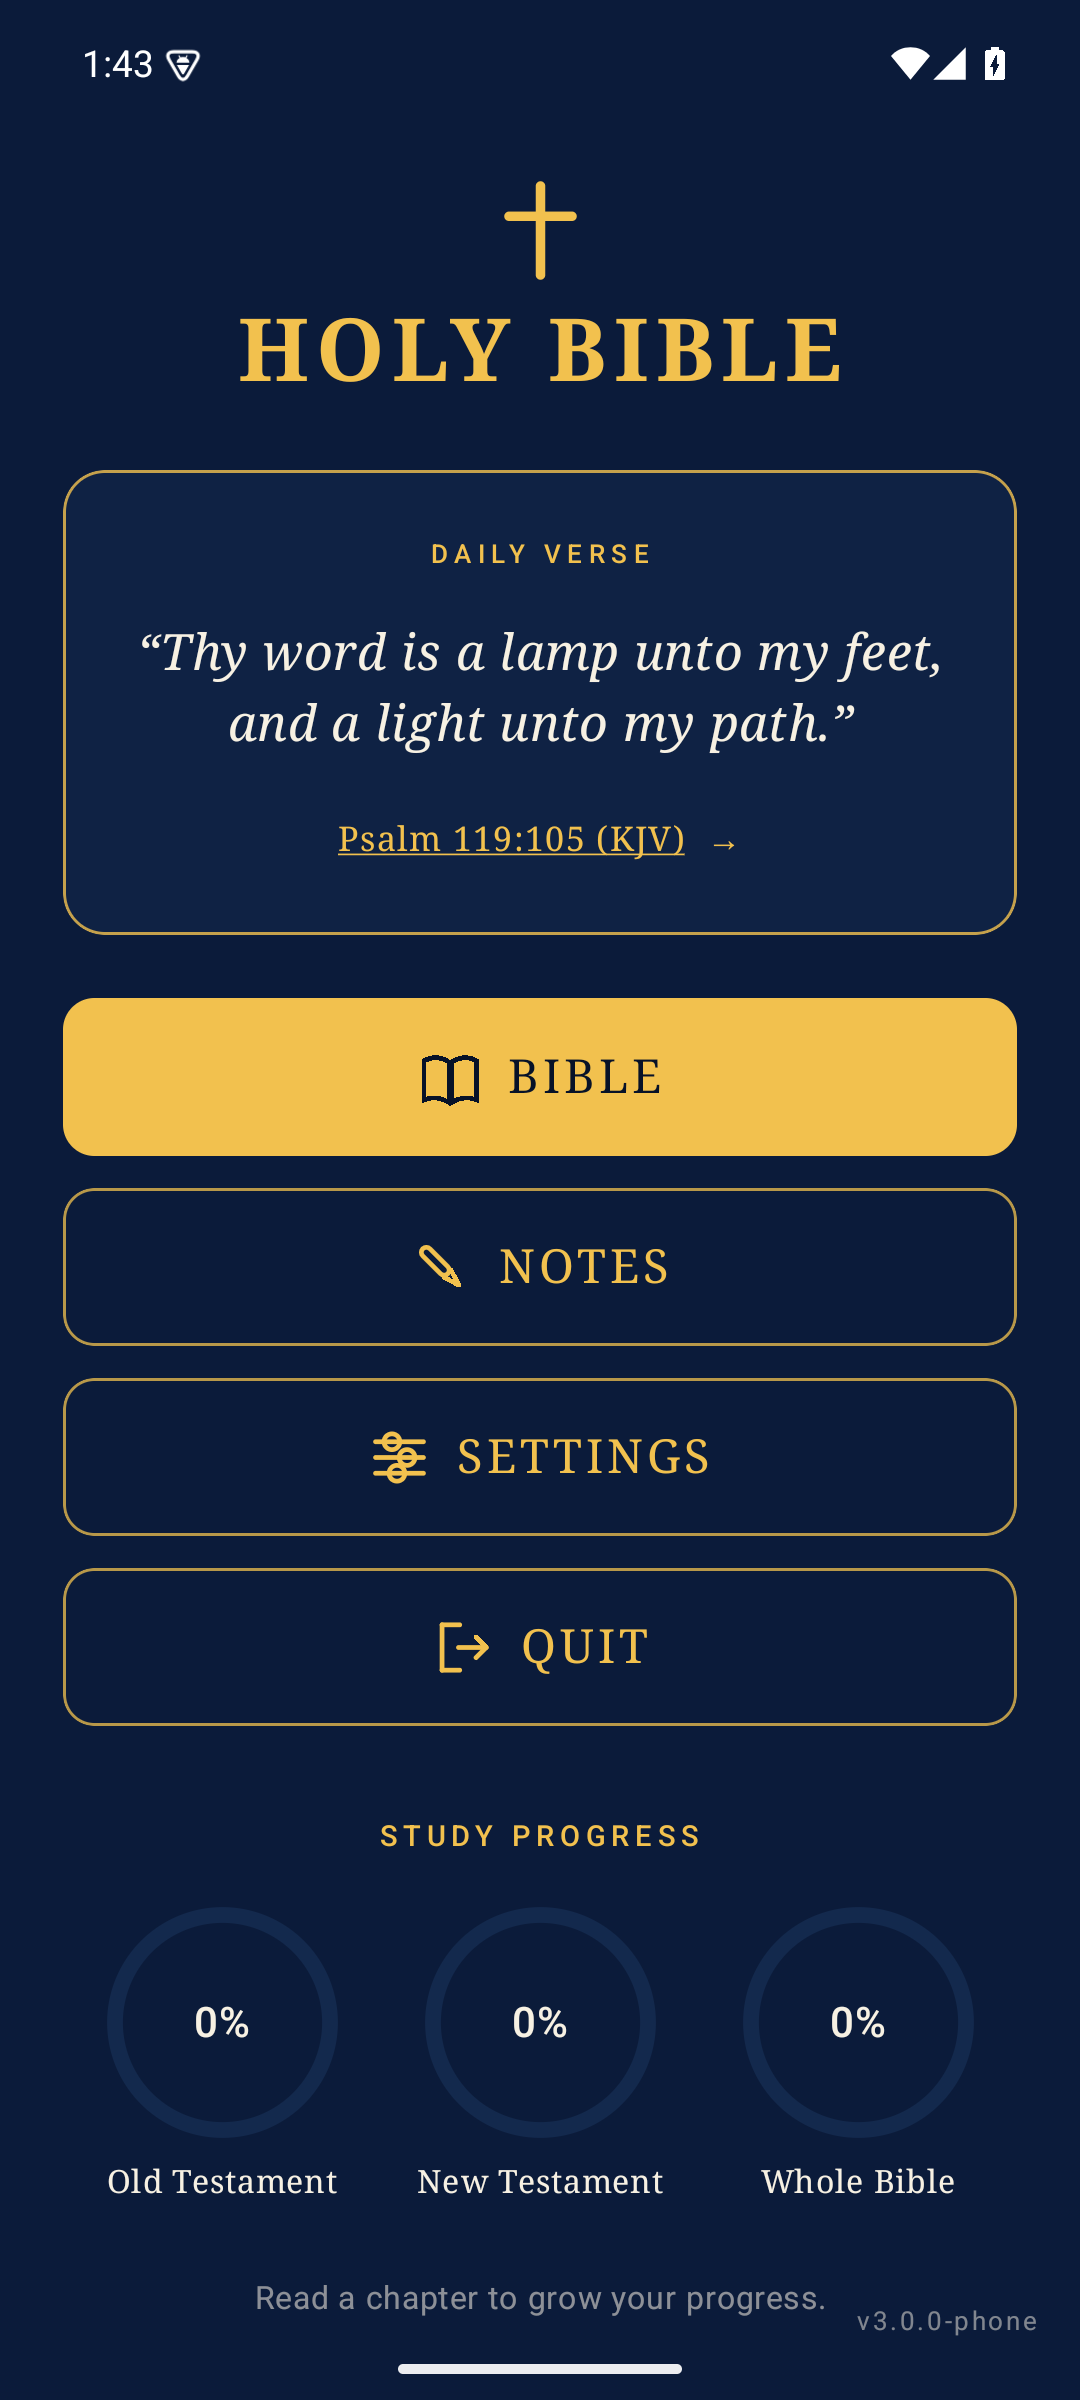 1:43
HOLY BIBLE
DAILY VERSE
“Thy word is a lamp unto my feet,
and a light unto my path.”
Psalm 119:105 (KJV) →
BIBLE
NOTES
SETTINGS
QUIT
STUDY PROGRESS
0% 0% 0%
Old Testament New Testament Whole Bible
Read a chapter to grow your progress.
v3.0.0-phone